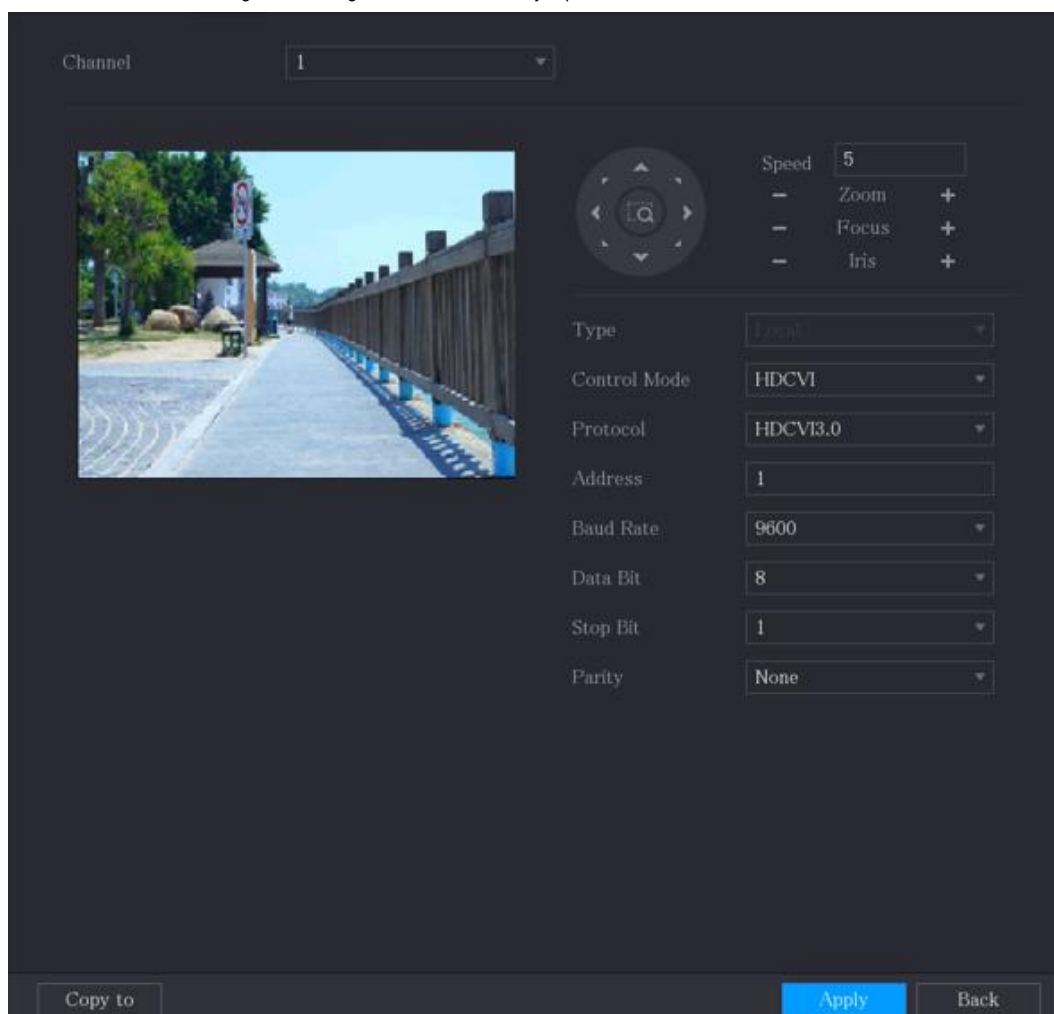 Channel 1
Speed 5
- Zoom +
- Focus +
- Iris +
Type Local
Control Mode HDCVI
Protocol HDCVI3.0
Address 1
Baud Rate 9600
Data Bit 8
Stop Bit 1
Parity None
Copy to Apply Back